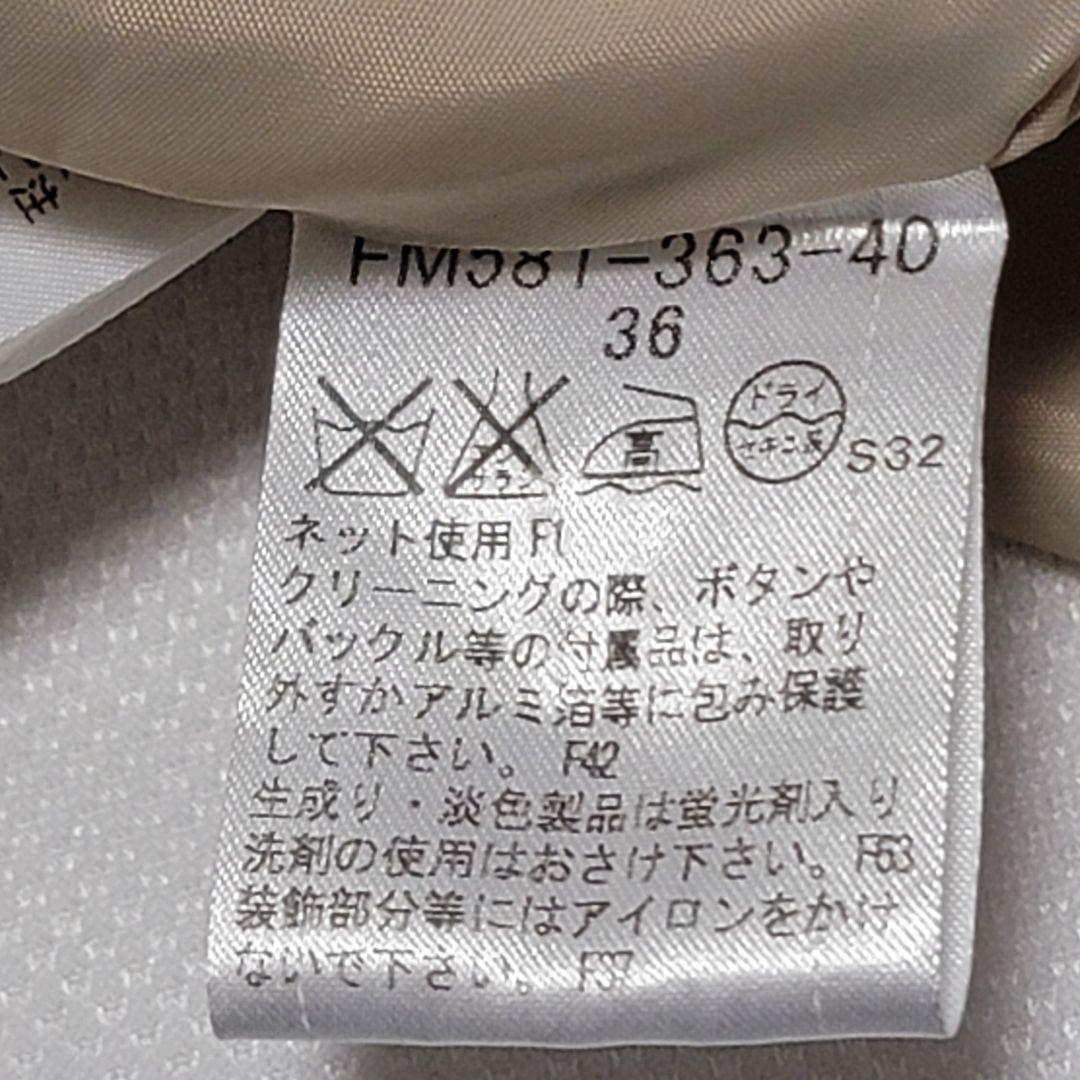 FM581-363-40
36
高
ドライ
セキユ系
S32
ネット使用 F1
クリーニングの際、ボタンや
バックル等の付属品は、取り
外すかアルミ箔等に包み保護
して下さい。 F42
生成り・淡色製品は蛍光剤入り
洗剤の使用はおさけ下さい。F53
装飾部分等にはアイロンをかけ
ないで下さい。 F37